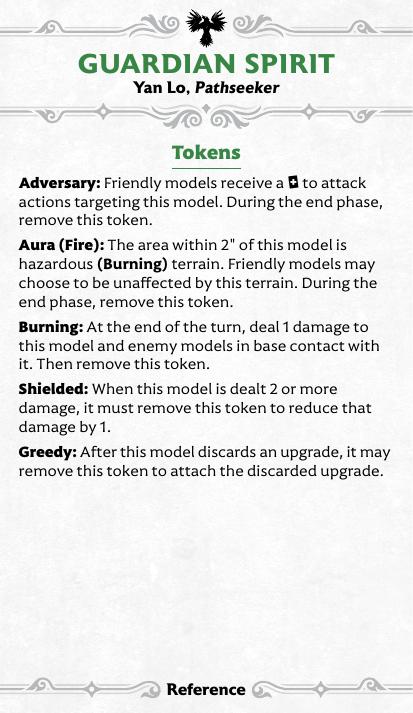 GUARDIAN SPIRIT
Yan Lo, Pathseeker
Tokens
Adversary: Friendly models receive a to attack
actions targeting this model. During the end phase,
remove this token.
Aura (Fire): The area within 2" of this model is
hazardous (Burning) terrain. Friendly models may
choose to be unaffected by this terrain. During the
end phase, remove this token.
Burning: At the end of the turn, deal 1 damage to
this model and enemy models in base contact with
it. Then remove this token.
Shielded: When this model is dealt 2 or more
damage, it must remove this token to reduce that
damage by 1.
Greedy: After this model discards an upgrade, it may
remove this token to attach the discarded upgrade.
Reference